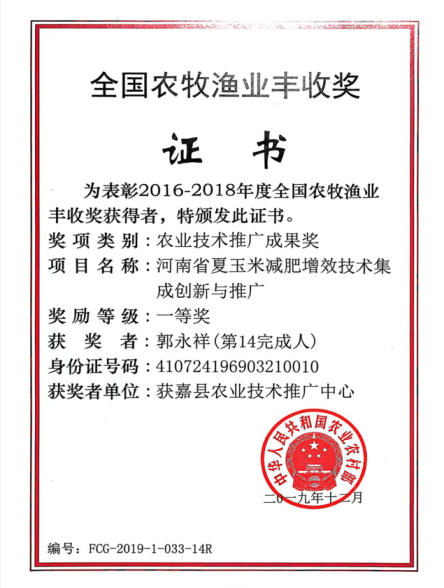 全国农牧渔业丰收奖
证书
为表彰2016-2018年度全国农牧渔业
丰收奖获得者，特颁发此证书。
奖项类别：农业技术推广成果奖
项目名称：河南省夏玉米减肥增效技术集
成创新与推广
奖励等级：一等奖
获奖者：郭永祥(第14完成人)
身份证号码：410724196903210010
获奖者单位：获嘉县农业技术推广中心
中华人民共和国农业农村部
二〇一九年十二月
编号：FCG-2019-1-033-14R